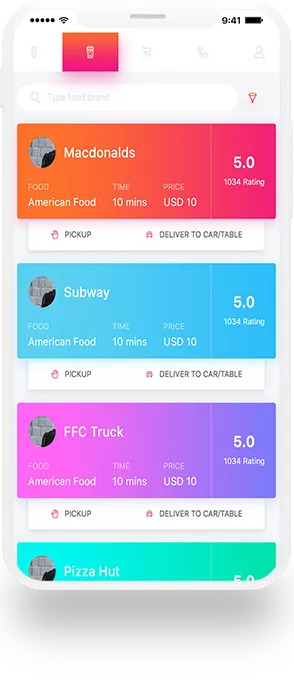 9:41
Type food brand
Macdonalds
5.0
1034 Rating
FOOD TIME PRICE
American Food 10 mins USD 10
PICKUP DELIVER TO CAR/TABLE
Subway
5.0
1034 Rating
FOOD TIME PRICE
American Food 10 mins USD 10
PICKUP DELIVER TO CAR/TABLE
FFC Truck
5.0
1034 Rating
FOOD TIME PRICE
American Food 10 mins USD 10
PICKUP DELIVER TO CAR/TABLE
Pizza Hut
5.0